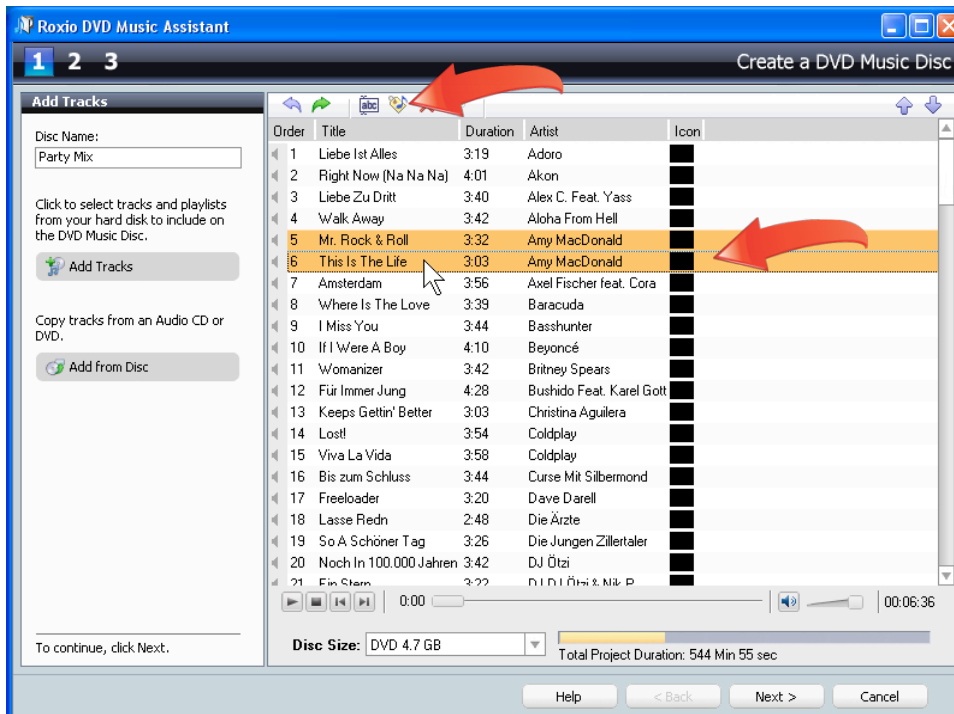 Roxio DVD Music Assistant
1 2 3
Create a DVD Music Disc
Add Tracks
Disc Name:
Party Mix
Click to select tracks and playlists
from your hard disk to include on
the DVD Music Disc.
Add Tracks
Copy tracks from an Audio CD or
DVD.
Add from Disc
To continue, click Next.
abc
Order Title Duration Artist Icon
1 Liebe Ist Alles 3:19 Adoro
2 Right Now (Na Na Na) 4:01 Akon
3 Liebe Zu Dritt 3:40 Alex C. Feat. Yass
4 Walk Away 3:42 Aloha From Hell
5 Mr. Rock & Roll 3:32 Amy MacDonald
6 This Is The Life 3:03 Amy MacDonald
7 Amsterdam 3:56 Axel Fischer feat. Cora
8 Where Is The Love 3:39 Baracuda
9 I Miss You 3:44 Basshunter
10 If I Were A Boy 4:10 Beyoncé
11 Womanizer 3:42 Britney Spears
12 Für Immer Jung 4:28 Bushido Feat. Karel Gott
13 Keeps Gettin' Better 3:03 Christina Aguilera
14 Lost! 3:54 Coldplay
15 Viva La Vida 3:58 Coldplay
16 Bis zum Schluss 3:44 Curse Mit Silbermond
17 Freeloader 3:20 Dave Darell
18 Lasse Redn 2:48 Die Ärzte
19 So A Schöner Tag 3:26 Die Jungen Zillertaler
20 Noch In 100.000 Jahren 3:42 DJ Ötzi
21 Ein Stern 3:22 DJ Ötzi & Nik P.
0:00 00:06:36
Disc Size: DVD 4.7 GB
Total Project Duration: 544 Min 55 sec
Help < Back Next > Cancel